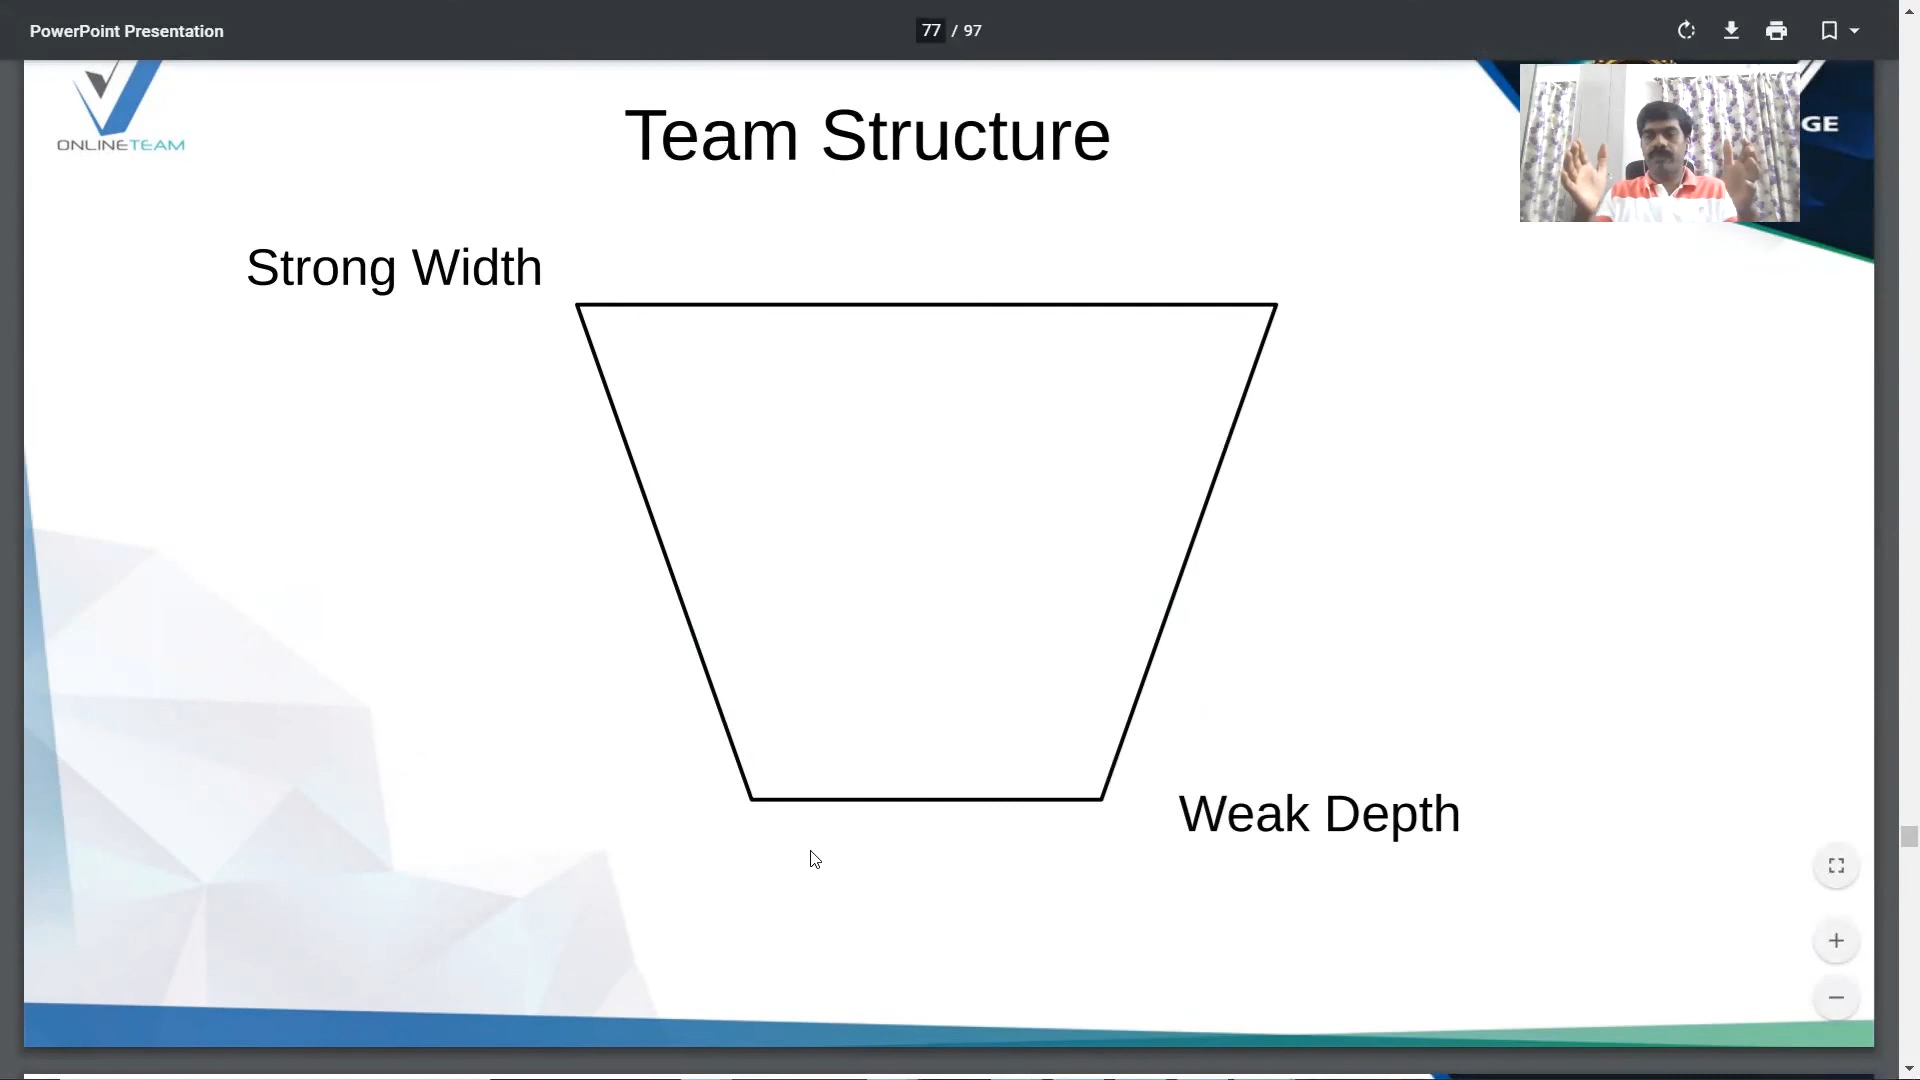 PowerPoint Presentation
77 / 97
ONLINETEAM
GE
Team Structure
Strong Width
Weak Depth